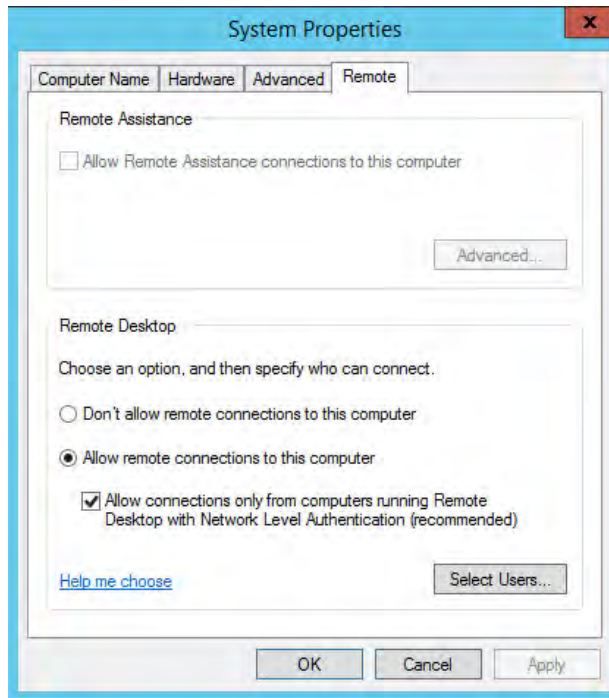 System Properties
x
Computer Name Hardware Advanced Remote
Remote Assistance
Allow Remote Assistance connections to this computer
Advanced...
Remote Desktop
Choose an option, and then specify who can connect.
Don't allow remote connections to this computer
Allow remote connections to this computer
Allow connections only from computers running Remote
Desktop with Network Level Authentication (recommended)
Help me choose Select Users...
OK Cancel Apply